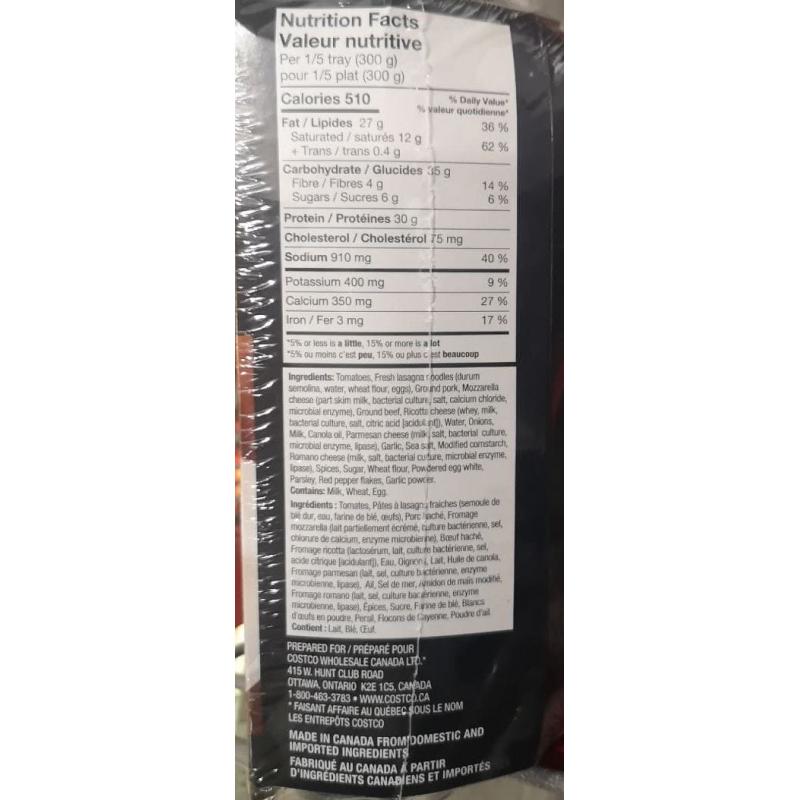 Nutrition Facts
Valeur nutritive
Per 1/5 tray (300 g)
pour 1/5 plat (300 g)
Calories 510
% Daily Value*
% valeur quotidienne*
Fat / Lipides 27 g 36 %
Saturated / saturés 12 g
+ Trans / trans 0.4 g 62 %
Carbohydrate / Glucides 35 g
Fibre / Fibres 4 g 14 %
Sugars / Sucres 6 g 6 %
Protein / Protéines 30 g
Cholesterol / Cholestérol 75 mg
Sodium 910 mg 40 %
Potassium 400 mg 9 %
Calcium 350 mg 27 %
Iron / Fer 3 mg 17 %
*5% or less is a little, 15% or more is a lot
*5% ou moins c'est peu, 15% ou plus c'est beaucoup
Ingredients: Tomatoes, Fresh lasagna noodles (durum
semolina, water, wheat flour, eggs), Ground pork, Mozzarella
cheese (part skim milk, bacterial culture, salt, calcium chloride,
microbial enzyme), Ground beef, Ricotta cheese (whey, milk,
bacterial culture, salt, citric acid [acidulant]), Water, Onions,
Milk, Canola oil, Parmesan cheese (milk, salt, bacterial culture,
microbial enzyme, lipase), Garlic, Sea salt, Modified cornstarch,
Romano cheese (milk, salt, bacterial culture, microbial enzyme,
lipase), Spices, Sugar, Wheat flour, Powdered egg white,
Parsley, Red pepper flakes, Garlic powder.
Contains: Milk, Wheat, Egg.
Ingrédients : Tomates, Pâtes à lasagne fraiches (semoule de
blé dur, eau, farine de blé, œufs), Porc haché, Fromage
mozzarella (lait partiellement écrémé, culture bactérienne, sel,
chlorure de calcium, enzyme microbienne), Bœuf haché,
Fromage ricotta (lactosérum, lait, culture bactérienne, sel,
acide citrique [acidulant]), Eau, Oignons, Lait, Huile de canola,
Fromage parmesan (lait, sel, culture bactérienne, enzyme
microbienne, lipase), Ail, Sel de mer, Amidon de maïs modifié,
Fromage romano (lait, sel, culture bactérienne, enzyme
microbienne, lipase), Épices, Sucre, Farine de blé, Blancs
d'œufs en poudre, Persil, Flocons de Cayenne, Poudre d'ail.
Contient : Lait, Blé, Œuf.
PREPARED FOR / PRÉPARÉ POUR
COSTCO WHOLESALE CANADA LTD.*
415 W. HUNT CLUB ROAD
OTTAWA, ONTARIO K2E 1C5, CANADA
1-800-463-3783 • WWW.COSTCO.CA
* FAISANT AFFAIRE AU QUÉBEC SOUS LE NOM
LES ENTREPÔTS COSTCO
MADE IN CANADA FROM DOMESTIC AND
IMPORTED INGREDIENTS
FABRIQUÉ AU CANADA À PARTIR
D'INGRÉDIENTS CANADIENS ET IMPORTÉS